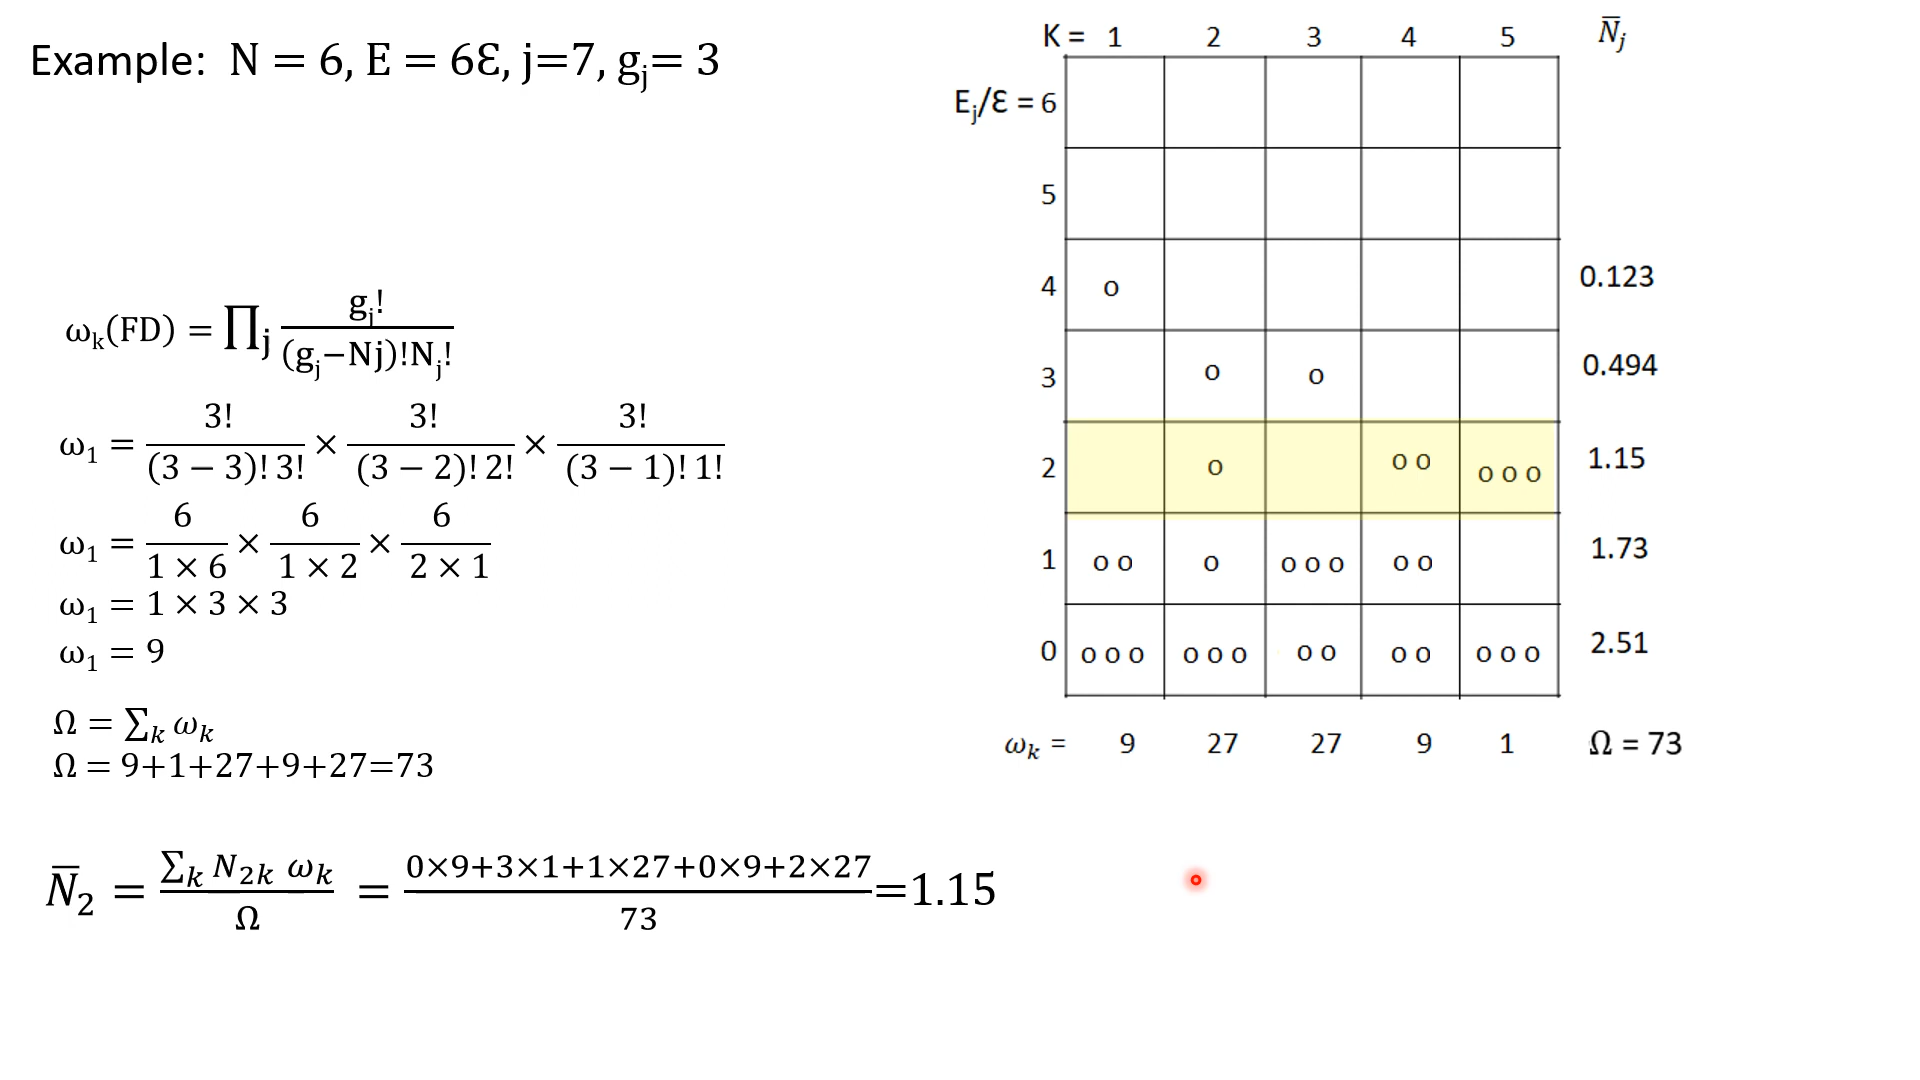 Example: N = 6, E = 6Ɛ, j=7, gⱼ= 3
ωₖ(FD) = ∏ⱼ gⱼ! / (gⱼ−Nj)!Nⱼ!
ω₁ = 3! / (3 − 3)! 3! × 3! / (3 − 2)! 2! × 3! / (3 − 1)! 1!
ω₁ = 6 / 1 × 6 × 6 / 1 × 2 × 6 / 2 × 1
ω₁ = 1 × 3 × 3
ω₁ = 9
Ω = ∑ₖ ωₖ
Ω = 9+1+27+9+27=73
N̅₂ = ∑ₖ N₂ₖ ωₖ / Ω = 0×9+3×1+1×27+0×9+2×27 / 73 =1.15
K = 1 2 3 4 5 N̅ⱼ
Eⱼ/Ɛ = 6
5
4 o 0.123
3 o o 0.494
2 o o o o o o 1.15
1 o o o o o o o o 1.73
0 o o o o o o o o o o o o o 2.51
ωₖ = 9 27 27 9 1 Ω = 73